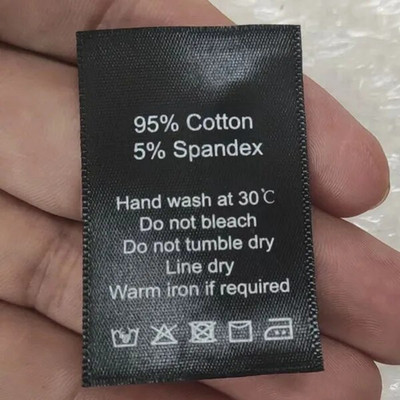 95% Cotton
5% Spandex
Hand wash at 30℃
Do not bleach
Do not tumble dry
Line dry
Warm iron if required